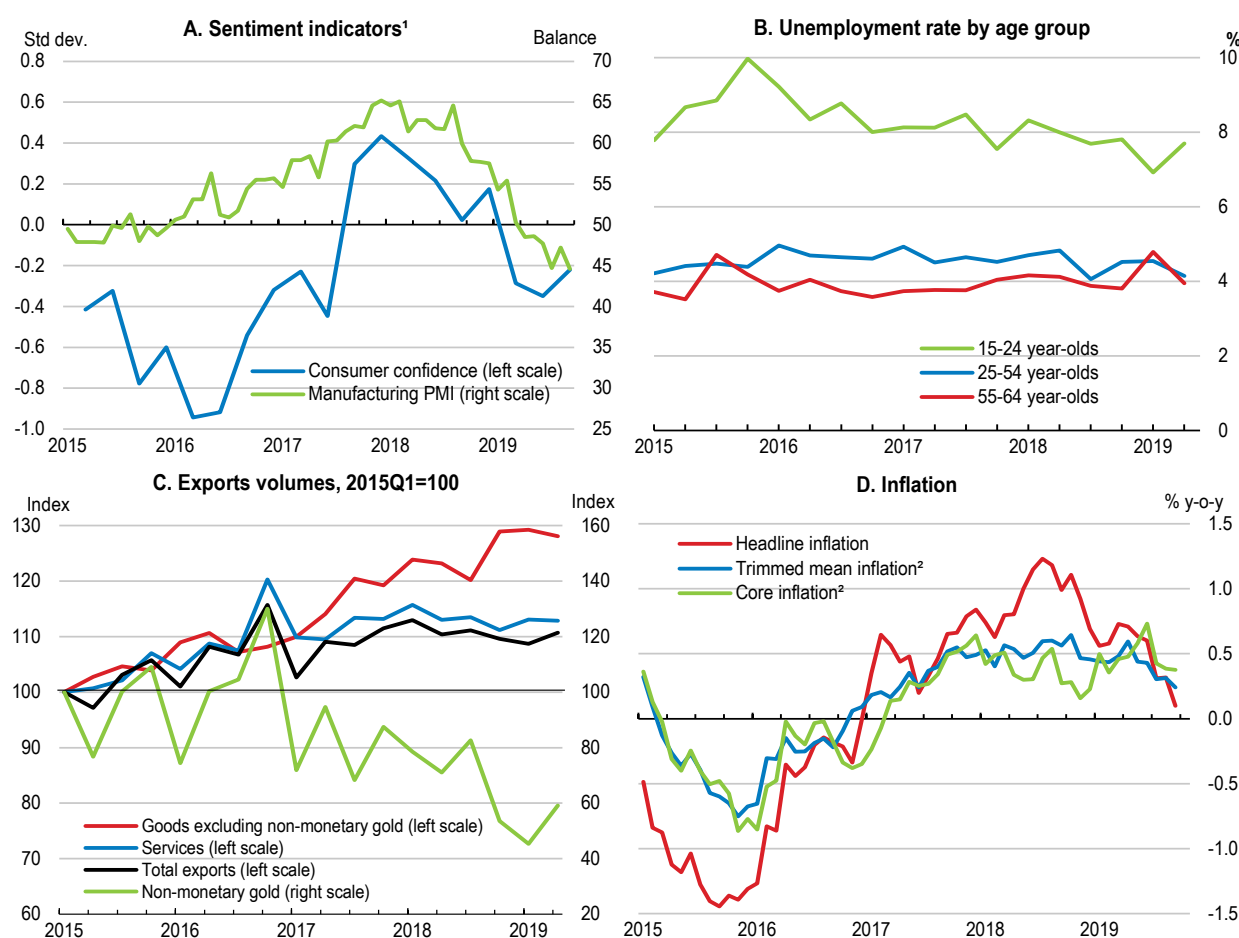 A. Sentiment indicators¹
Std dev.
Balance
0.8
0.6
0.4
0.2
0.0
-0.2
-0.4
-0.6
-0.8
-1.0
70
65
60
55
50
45
40
35
30
25
Consumer confidence (left scale)
Manufacturing PMI (right scale)
2015 2016 2017 2018 2019
B. Unemployment rate by age group
%
10
8
6
4
2
0
15-24 year-olds
25-54 year-olds
55-64 year-olds
2015 2016 2017 2018 2019
C. Exports volumes, 2015Q1=100
Index
Index
130
120
110
100
90
80
70
60
160
140
120
100
80
60
40
20
Goods excluding non-monetary gold (left scale)
Services (left scale)
Total exports (left scale)
Non-monetary gold (right scale)
2015 2016 2017 2018 2019
D. Inflation
% y-o-y
1.5
1.0
0.5
0.0
-0.5
-1.0
-1.5
Headline inflation
Trimmed mean inflation²
Core inflation²
2015 2016 2017 2018 2019